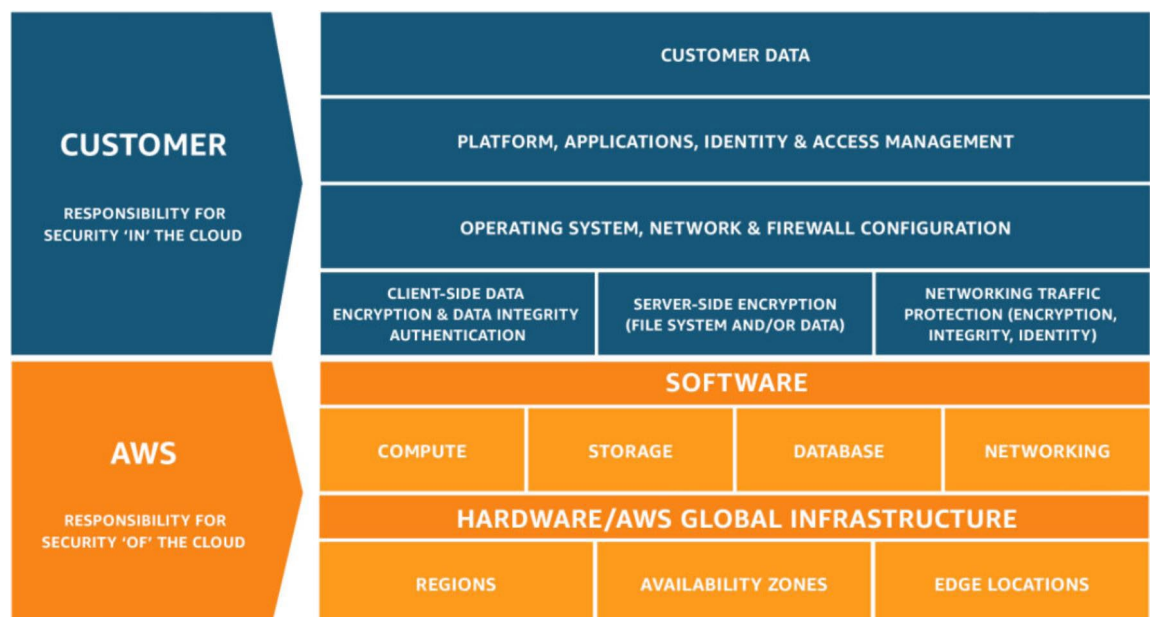 CUSTOMER
RESPONSIBILITY FOR
SECURITY ‘IN’ THE CLOUD
CUSTOMER DATA
PLATFORM, APPLICATIONS, IDENTITY & ACCESS MANAGEMENT
OPERATING SYSTEM, NETWORK & FIREWALL CONFIGURATION
CLIENT-SIDE DATA
ENCRYPTION & DATA INTEGRITY
AUTHENTICATION
SERVER-SIDE ENCRYPTION
(FILE SYSTEM AND/OR DATA)
NETWORKING TRAFFIC
PROTECTION (ENCRYPTION,
INTEGRITY, IDENTITY)
AWS
RESPONSIBILITY FOR
SECURITY ‘OF’ THE CLOUD
SOFTWARE
COMPUTE
STORAGE
DATABASE
NETWORKING
HARDWARE/AWS GLOBAL INFRASTRUCTURE
REGIONS
AVAILABILITY ZONES
EDGE LOCATIONS